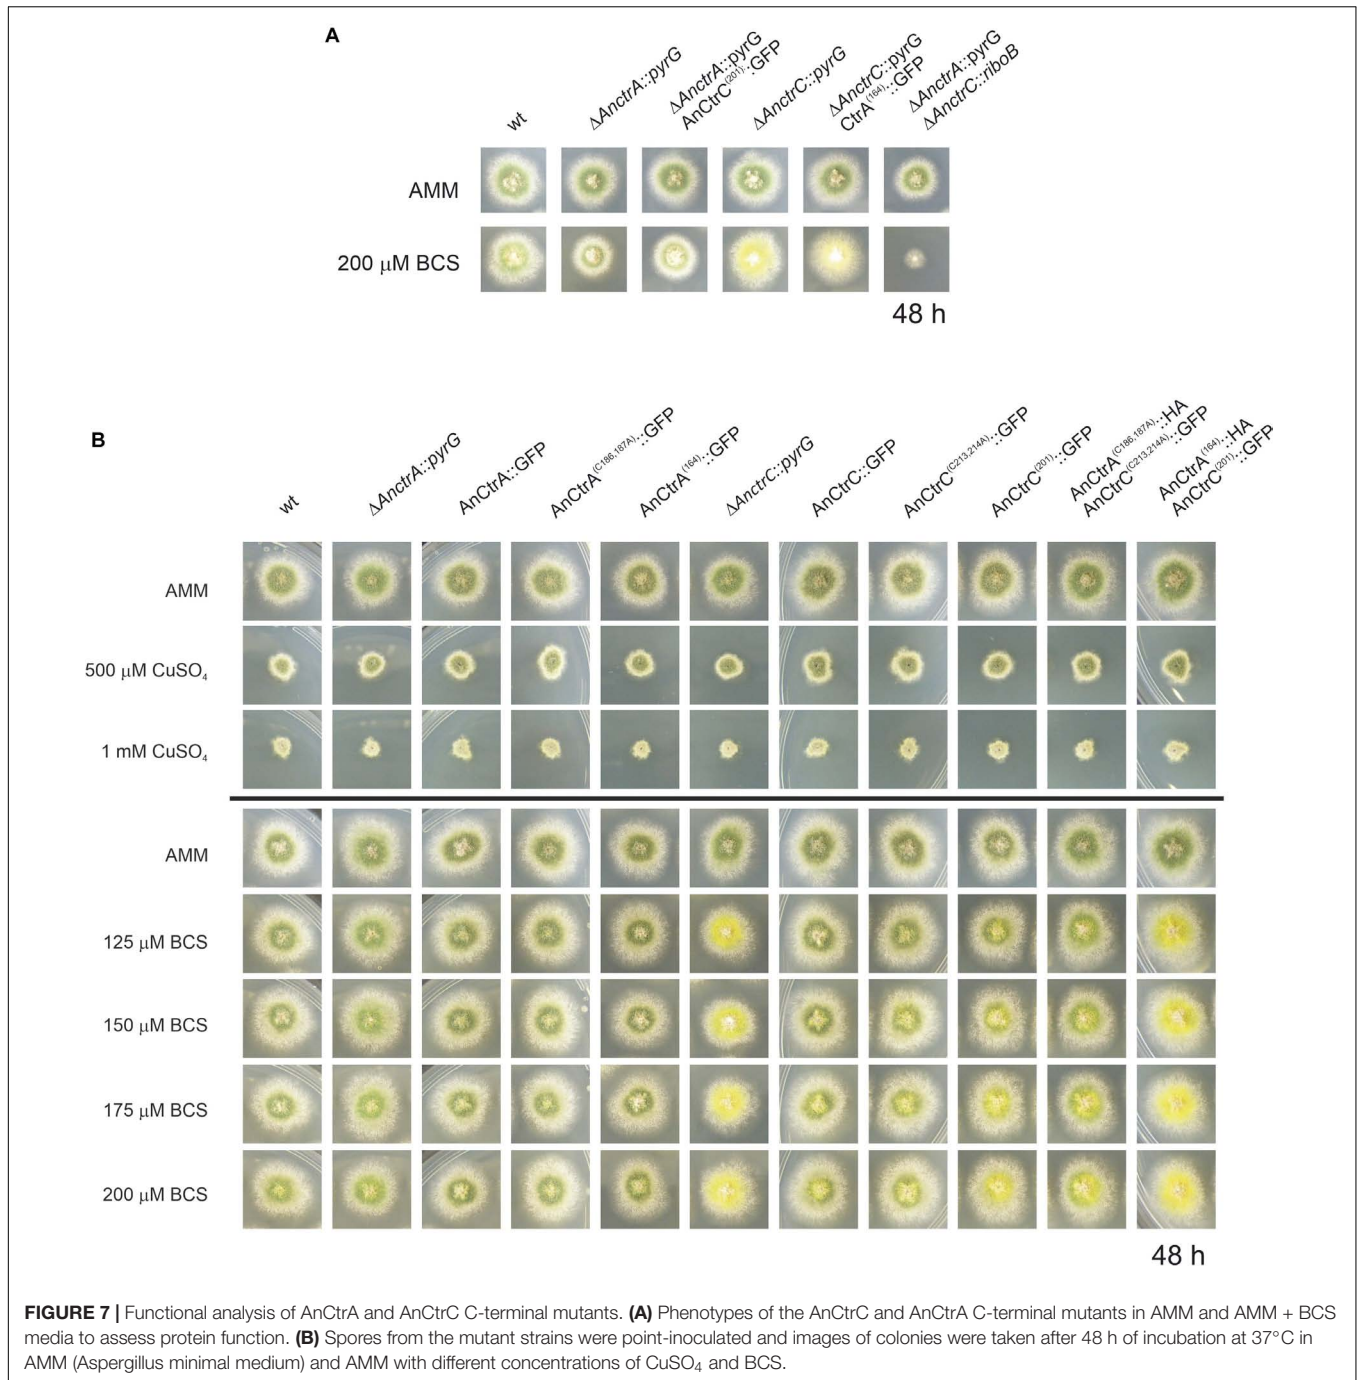 A
wt
ΔAnctrA::pyrG
ΔAnctrA::pyrG
AnCtrC(201)::GFP
ΔAnctrC::pyrG
ΔAnctrC::pyrG
CtrA(164)::GFP
ΔAnctrA::pyrG
ΔAnctrC::riboB
AMM
200 μM BCS
48 h
B
wt
ΔAnctrA::pyrG
AnCtrA::GFP
AnCtrA(C186,187A)::GFP
AnCtrA(164)::GFP
ΔAnctrC::pyrG
AnCtrC::GFP
AnCtrC(C213,214A)::GFP
AnCtrC(201)::GFP
AnCtrA(C186,187A)::HA
AnCtrC(C213,214A)::GFP
AnCtrA(164)::HA
AnCtrC(201)::GFP
AMM
500 μM CuSO₄
1 mM CuSO₄
AMM
125 μM BCS
150 μM BCS
175 μM BCS
200 μM BCS
48 h
FIGURE 7 | Functional analysis of AnCtrA and AnCtrC C-terminal mutants. (A) Phenotypes of the AnCtrC and AnCtrA C-terminal mutants in AMM and AMM + BCS
media to assess protein function. (B) Spores from the mutant strains were point-inoculated and images of colonies were taken after 48 h of incubation at 37°C in
AMM (Aspergillus minimal medium) and AMM with different concentrations of CuSO₄ and BCS.